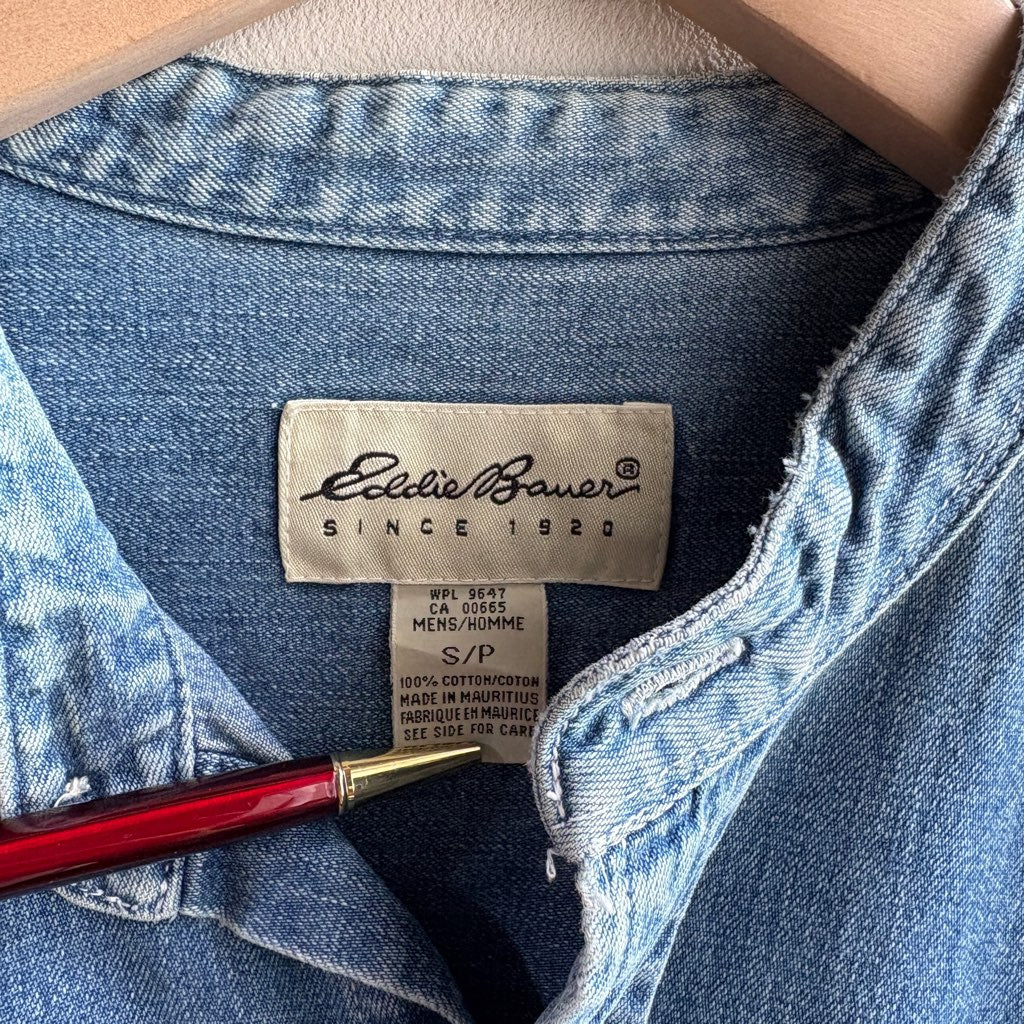 Eddie Bauer®
SINCE 1920
WPL 9647
CA 00665
MENS/HOMME
S/P
100% COTTON/COTON
MADE IN MAURITIUS
FABRIQUE EN MAURICE
SEE SIDE FOR CARE